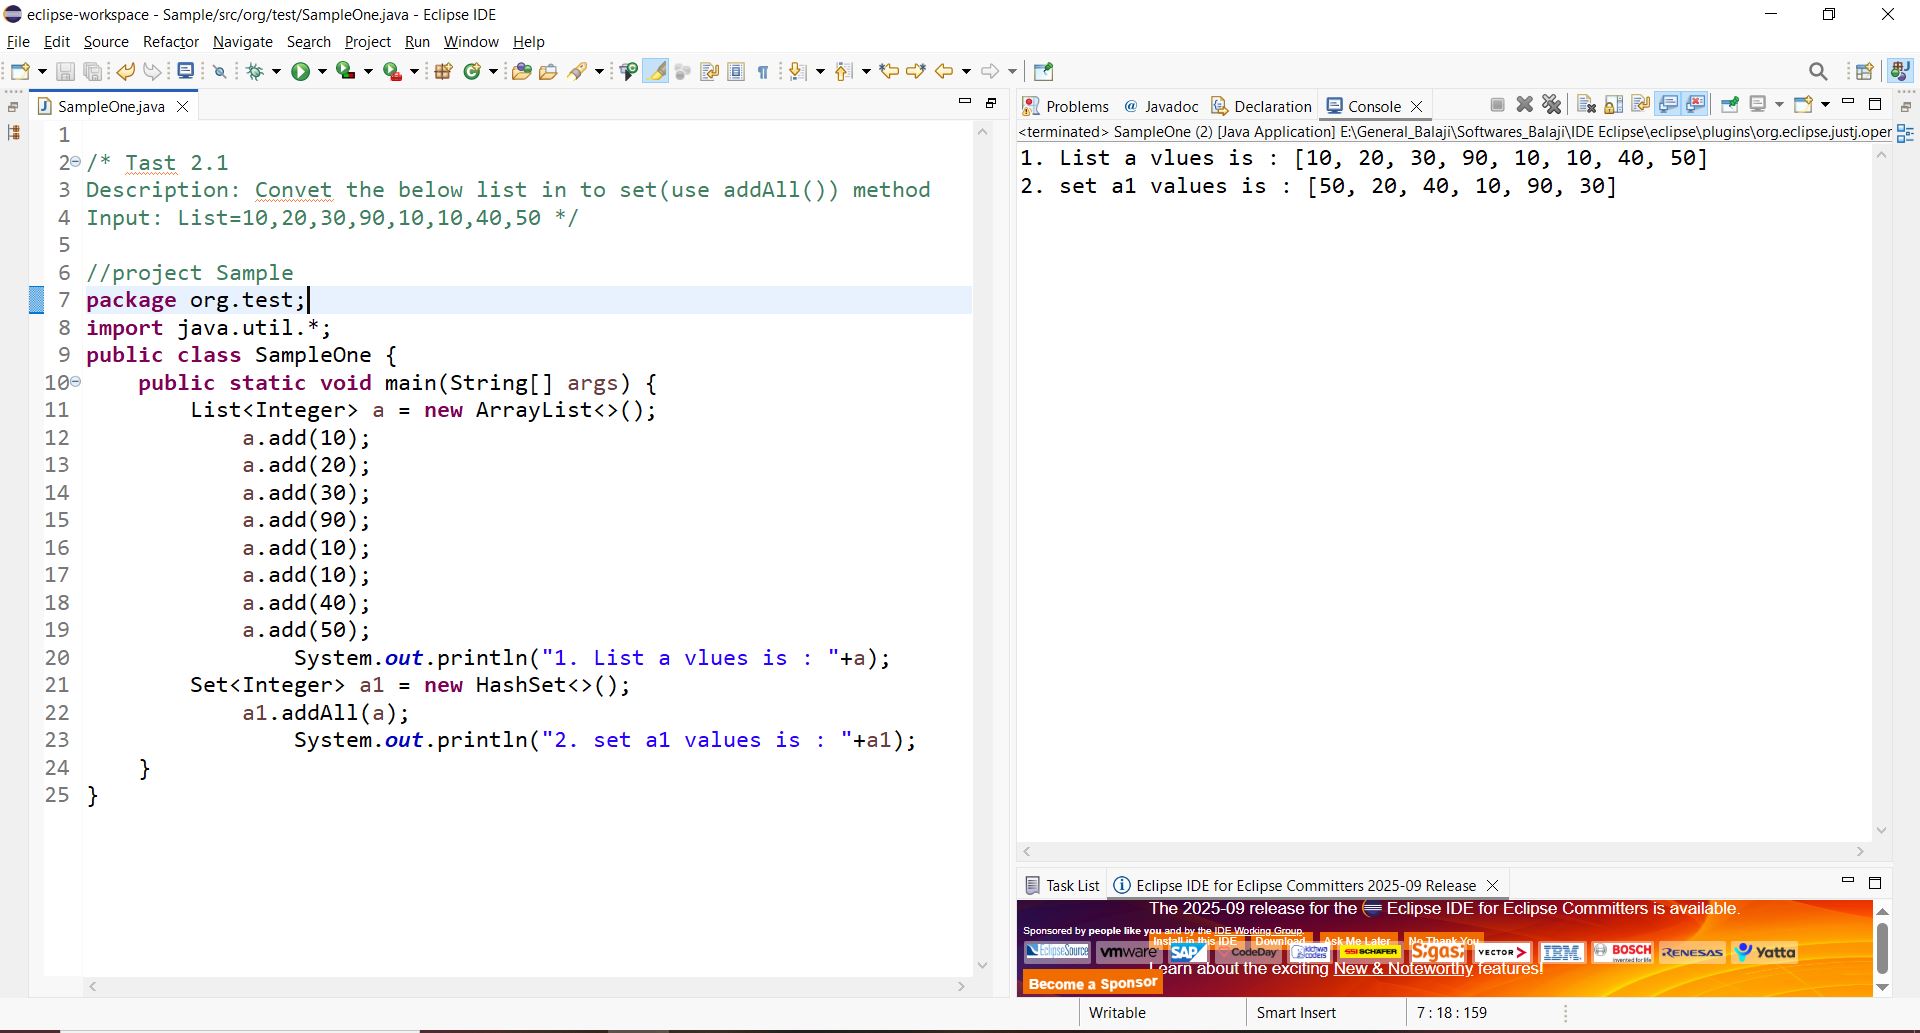 eclipse-workspace - Sample/src/org/test/SampleOne.java - Eclipse IDE
File Edit Source Refactor Navigate Search Project Run Window Help
SampleOne.java
1
2 /* Tast 2.1
3 Description: Convet the below list in to set(use addAll()) method
4 Input: List=10,20,30,90,10,10,40,50 */
5
6 //project Sample
7 package org.test;
8 import java.util.*;
9 public class SampleOne {
10 public static void main(String[] args) {
11 List<Integer> a = new ArrayList<>();
12 a.add(10);
13 a.add(20);
14 a.add(30);
15 a.add(90);
16 a.add(10);
17 a.add(10);
18 a.add(40);
19 a.add(50);
20 System.out.println("1. List a vlues is : "+a);
21 Set<Integer> a1 = new HashSet<>();
22 a1.addAll(a);
23 System.out.println("2. set a1 values is : "+a1);
24 }
25 }
Problems @ Javadoc Declaration Console
<terminated> SampleOne (2) [Java Application] E:\General_Balaji\Softwares_Balaji\IDE Eclipse\eclipse\plugins\org.eclipse.justj.oper
1. List a vlues is : [10, 20, 30, 90, 10, 10, 40, 50]
2. set a1 values is : [50, 20, 40, 10, 90, 30]
Task List Eclipse IDE for Eclipse Committers 2025-09 Release
The 2025-09 release for the Eclipse IDE for Eclipse Committers is available.
Sponsored by people like you and by the IDE Working Group.
Install in this IDE Download Ask Me Later No Thank You
EclipseSource vmware SAP CodeDay kichwa coders SSI SCHAEFER Sigasi VECTOR IBM BOSCH RENESAS Yatta
Learn about the exciting New & Noteworthy features!
Become a Sponsor
Writable Smart Insert 7 : 18 : 159